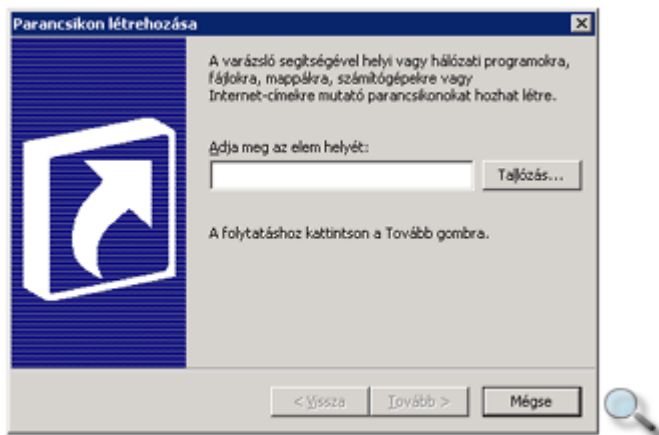 Parancsikon létrehozása
A varázsló segítségével helyi vagy hálózati programokra,
fájlokra, mappákra, számítógépekre vagy
Internet-címekre mutató parancsikonokat hozhat létre.
Adja meg az elem helyét:
Tallózás...
A folytatáshoz kattintson a Tovább gombra.
< Vissza
Tovább >
Mégse